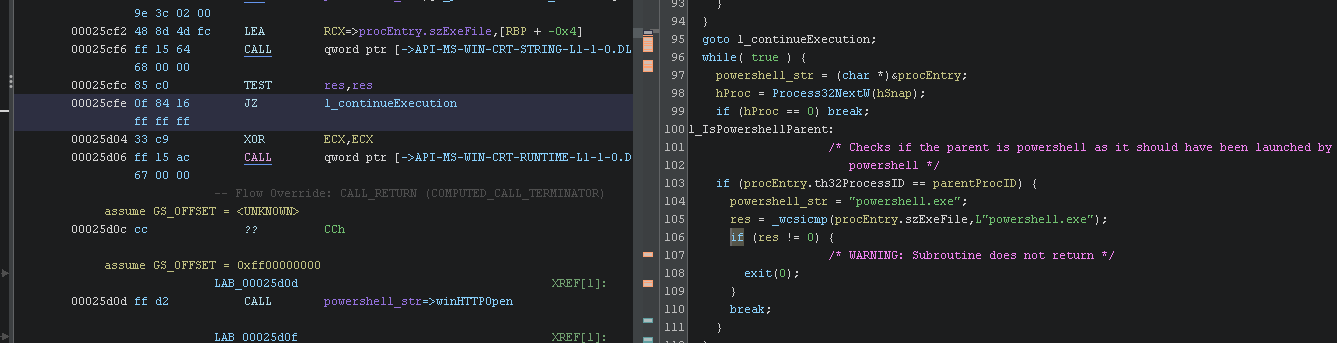 9e 3c 02 00
00025cf2 48 8d 4d fc LEA RCX=>procEntry.szExeFile,[RBP + -0x4]
00025cf6 ff 15 64 CALL qword ptr [->API-MS-WIN-CRT-STRING-L1-1-0.DL
68 00 00
00025cfc 85 c0 TEST res,res
00025cfe 0f 84 16 JZ l_continueExecution
ff ff ff
00025d04 33 c9 XOR ECX,ECX
00025d06 ff 15 ac CALL qword ptr [->API-MS-WIN-CRT-RUNTIME-L1-1-0.D
67 00 00
-- Flow Override: CALL_RETURN (COMPUTED_CALL_TERMINATOR)
assume GS_OFFSET = <UNKNOWN>
00025d0c cc ?? CCh
assume GS_OFFSET = 0xff00000000
LAB_00025d0d XREF[1]:
00025d0d ff d2 CALL powershell_str=>winHTTPOpen
LAB_00025d0f XREF[1]:
93 }
94 }
95 goto l_continueExecution;
96 while( true ) {
97 powershell_str = (char *)&procEntry;
98 hProc = Process32NextW(hSnap);
99 if (hProc == 0) break;
100 l_IsPowershellParent:
101 /* Checks if the parent is powershell as it should have been launched by
102 powershell */
103 if (procEntry.th32ProcessID == parentProcID) {
104 powershell_str = "powershell.exe";
105 res = _wcsicmp(procEntry.szExeFile,L"powershell.exe");
106 if (res != 0) {
107 /* WARNING: Subroutine does not return */
108 exit(0);
109 }
110 break;
111 }